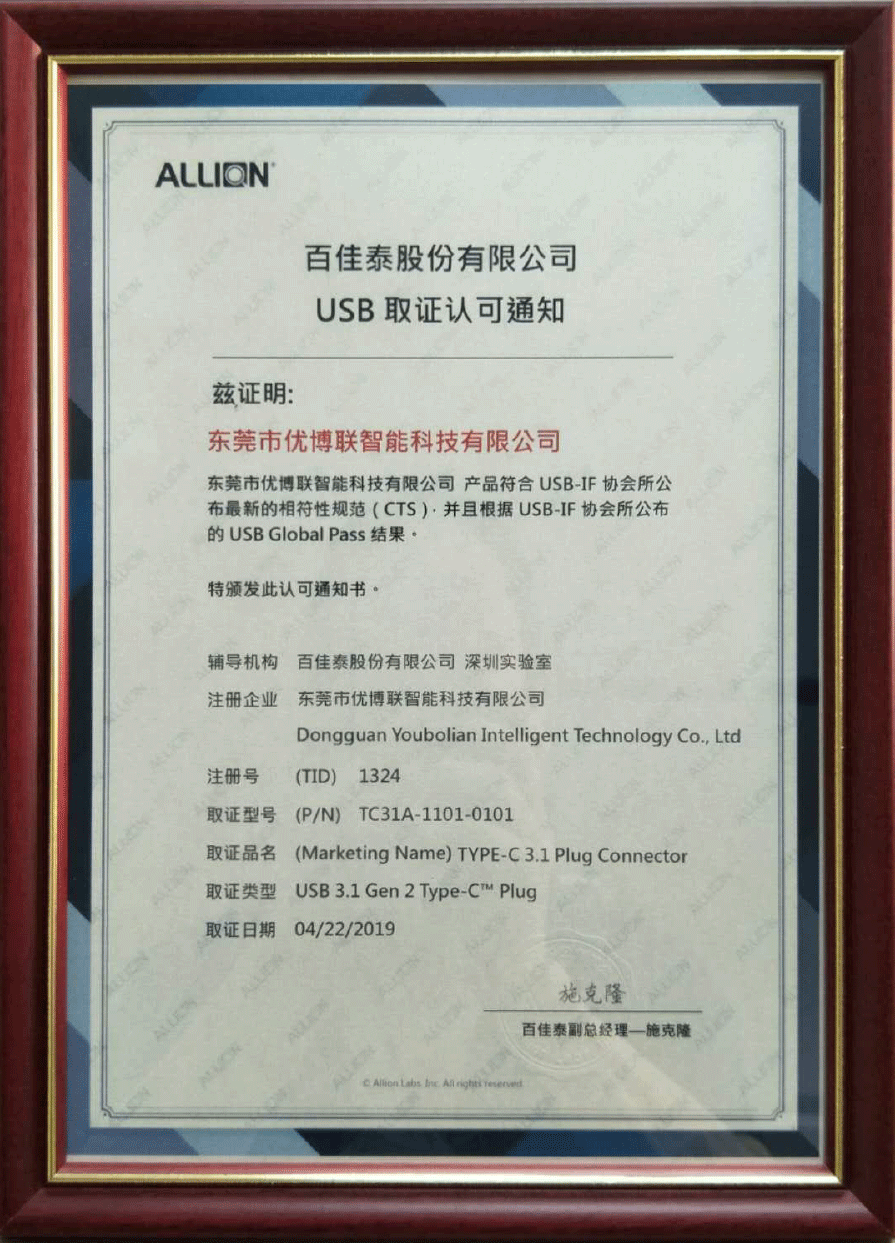 ALLION
百佳泰股份有限公司
USB 取证认可通知
兹证明:
东莞市优博联智能科技有限公司
东莞市优博联智能科技有限公司 产品符合 USB-IF 协会所公
布最新的相符性规范 ( CTS )，并且根据 USB-IF 协会所公布
的 USB Global Pass 结果。
特颁发此认可通知书。
辅导机构 百佳泰股份有限公司 深圳实验室
注册企业 东莞市优博联智能科技有限公司
Dongguan Youbolian Intelligent Technology Co., Ltd
注册号 (TID) 1324
取证型号 (P/N) TC31A-1101-0101
取证品名 (Marketing Name) TYPE-C 3.1 Plug Connector
取证类型 USB 3.1 Gen 2 Type-C™ Plug
取证日期 04/22/2019
施克隆
百佳泰副总经理—施克隆
© Allion Labs, Inc. All rights reserved